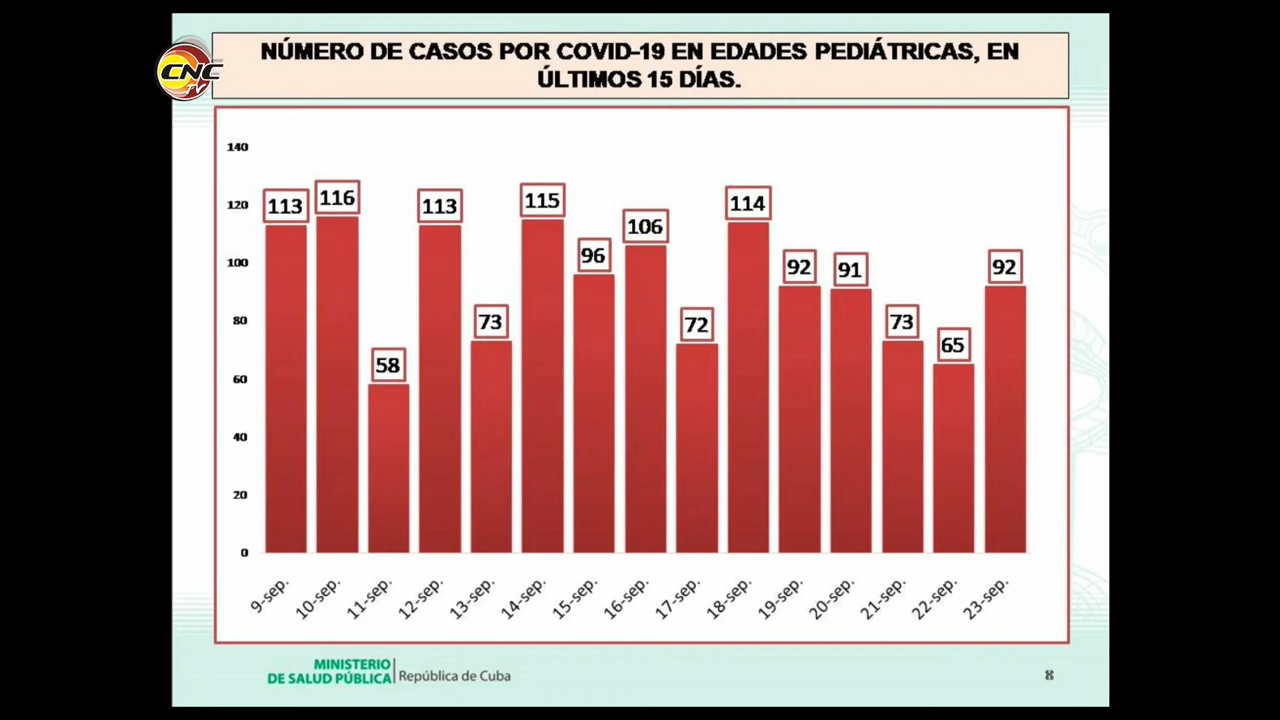 CNC
TV
NÚMERO DE CASOS POR COVID-19 EN EDADES PEDIÁTRICAS, EN
ÚLTIMOS 15 DÍAS.
140
120
100
80
60
40
20
0
113
116
58
113
73
115
96
106
72
114
92
91
73
65
92
9-sep.
10-sep.
11-sep.
12-sep.
13-sep.
14-sep.
15-sep.
16-sep.
17-sep.
18-sep.
19-sep.
20-sep.
21-sep.
22-sep.
23-sep.
MINISTERIO
DE SALUD PÚBLICA
República de Cuba
8